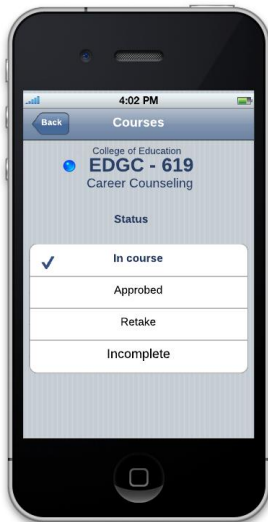 4:02 PM
Back
Courses
College of Education
EDGC - 619
Career Counseling
Status
In course
Approbed
Retake
Incomplete